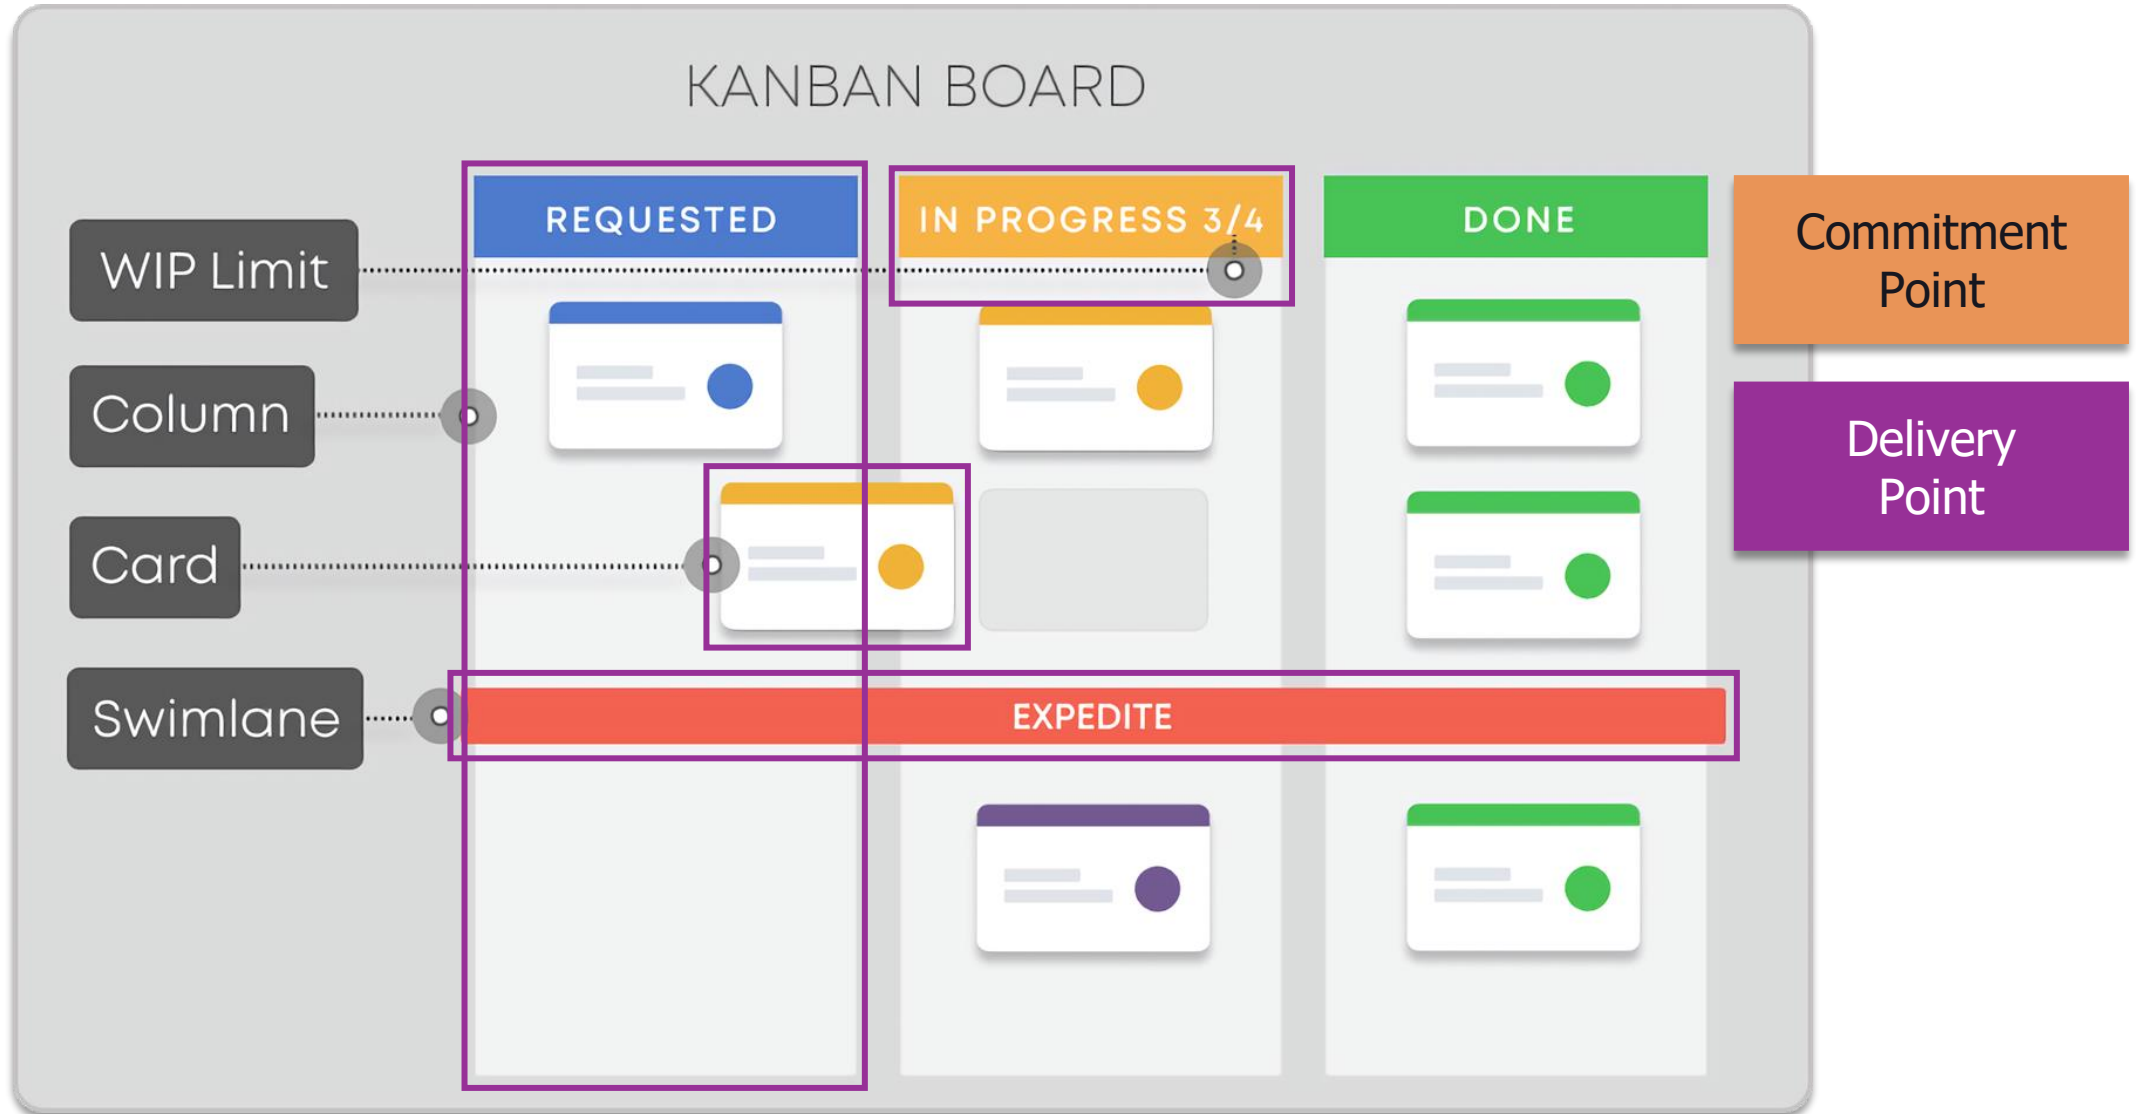 KANBAN BOARD
REQUESTED
IN PROGRESS 3/4
DONE
WIP Limit
Column
Card
Swimlane
EXPEDITE
Commitment
Point
Delivery
Point